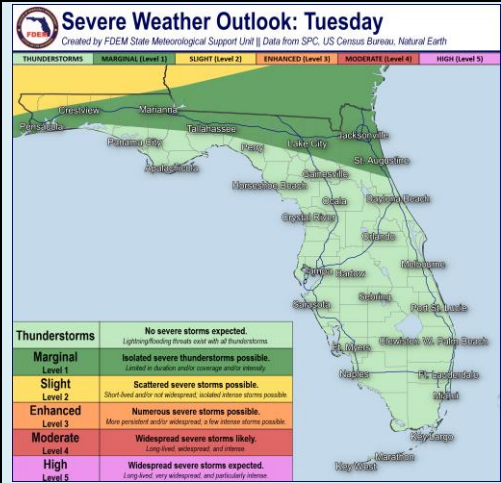 FDEM
Severe Weather Outlook: Tuesday
Created by FDEM State Meteorological Support Unit || Data from SPC, US Census Bureau, Natural Earth
THUNDERSTORMS MARGINAL (Level 1) SLIGHT (Level 2) ENHANCED (Level 3) MODERATE (Level 4) HIGH (Level 5)
Crestview
Marianna
Pensacola
Tallahassee
Jacksonville
Panama City
Perry
Lake City
Apalachicola
St. Augustine
Gainesville
Horseshoe Beach
Ocala
Daytona Beach
Crystal River
Orlando
Tampa
Bartow
Melbourne
Sarasota
Sebring
Port St. Lucie
Ft. Myers
Clewiston
W. Palm Beach
Naples
Ft. Lauderdale
Miami
Key Largo
Marathon
Key West
Thunderstorms
No severe storms expected.
Lightning/flooding threats exist with all thunderstorms.
Marginal
Level 1
Isolated severe thunderstorms possible.
Limited in duration and/or coverage and/or intensity.
Slight
Level 2
Scattered severe storms possible.
Short-lived and/or not widespread, isolated intense storms possible.
Enhanced
Level 3
Numerous severe storms possible.
More persistent and/or widespread, a few intense storms possible.
Moderate
Level 4
Widespread severe storms likely.
Long-lived, widespread, and intense.
High
Level 5
Widespread severe storms expected.
Long-lived, very widespread, and particularly intense.